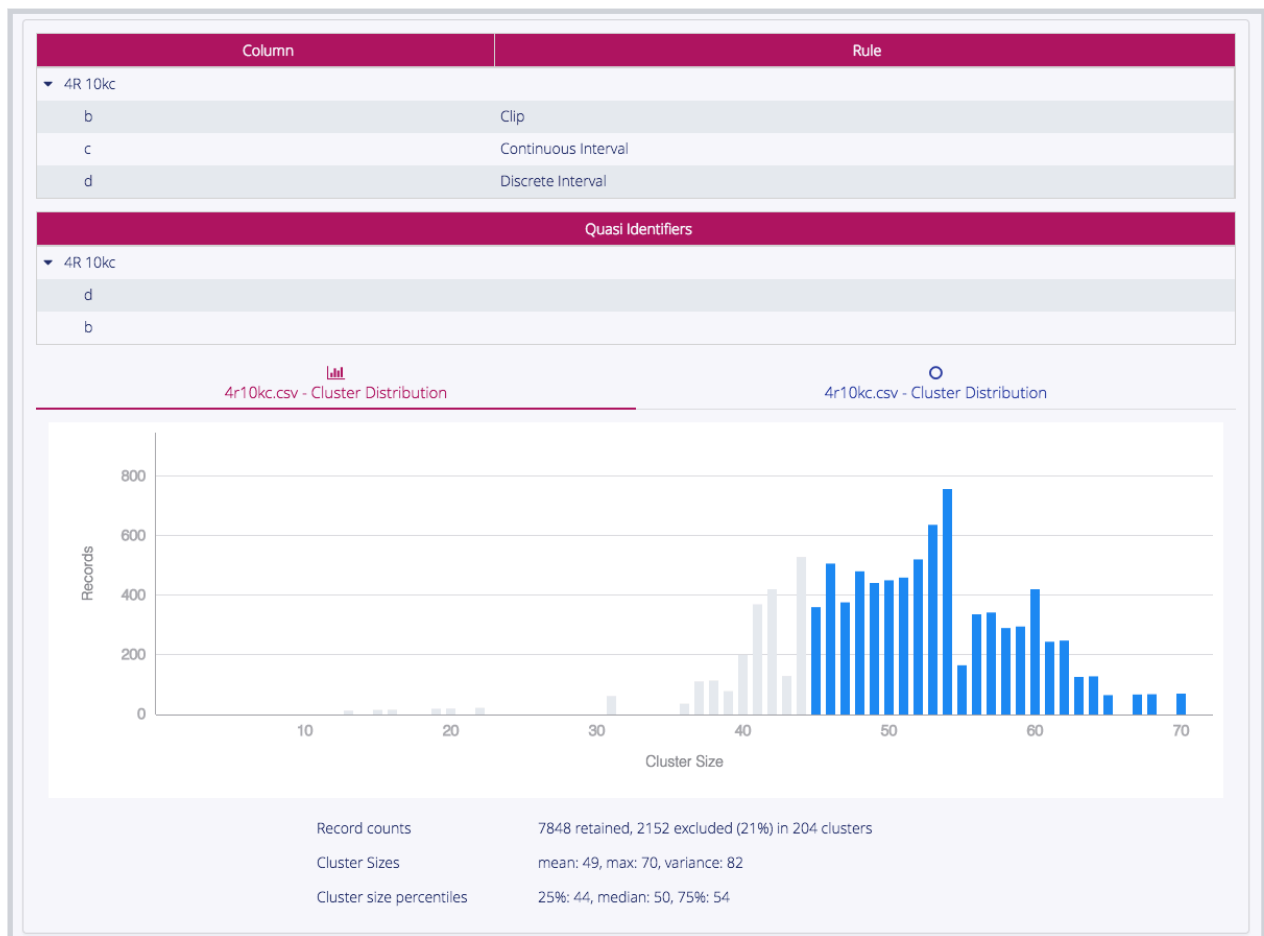 Column Rule
4R 10kc
b Clip
c Continuous Interval
d Discrete Interval
Quasi Identifiers
4R 10kc
d
b
4r10kc.csv - Cluster Distribution 4r10kc.csv - Cluster Distribution
800
600
400
200
0
Records
10 20 30 40 50 60 70
Cluster Size
Record counts 7848 retained, 2152 excluded (21%) in 204 clusters
Cluster Sizes mean: 49, max: 70, variance: 82
Cluster size percentiles 25%: 44, median: 50, 75%: 54